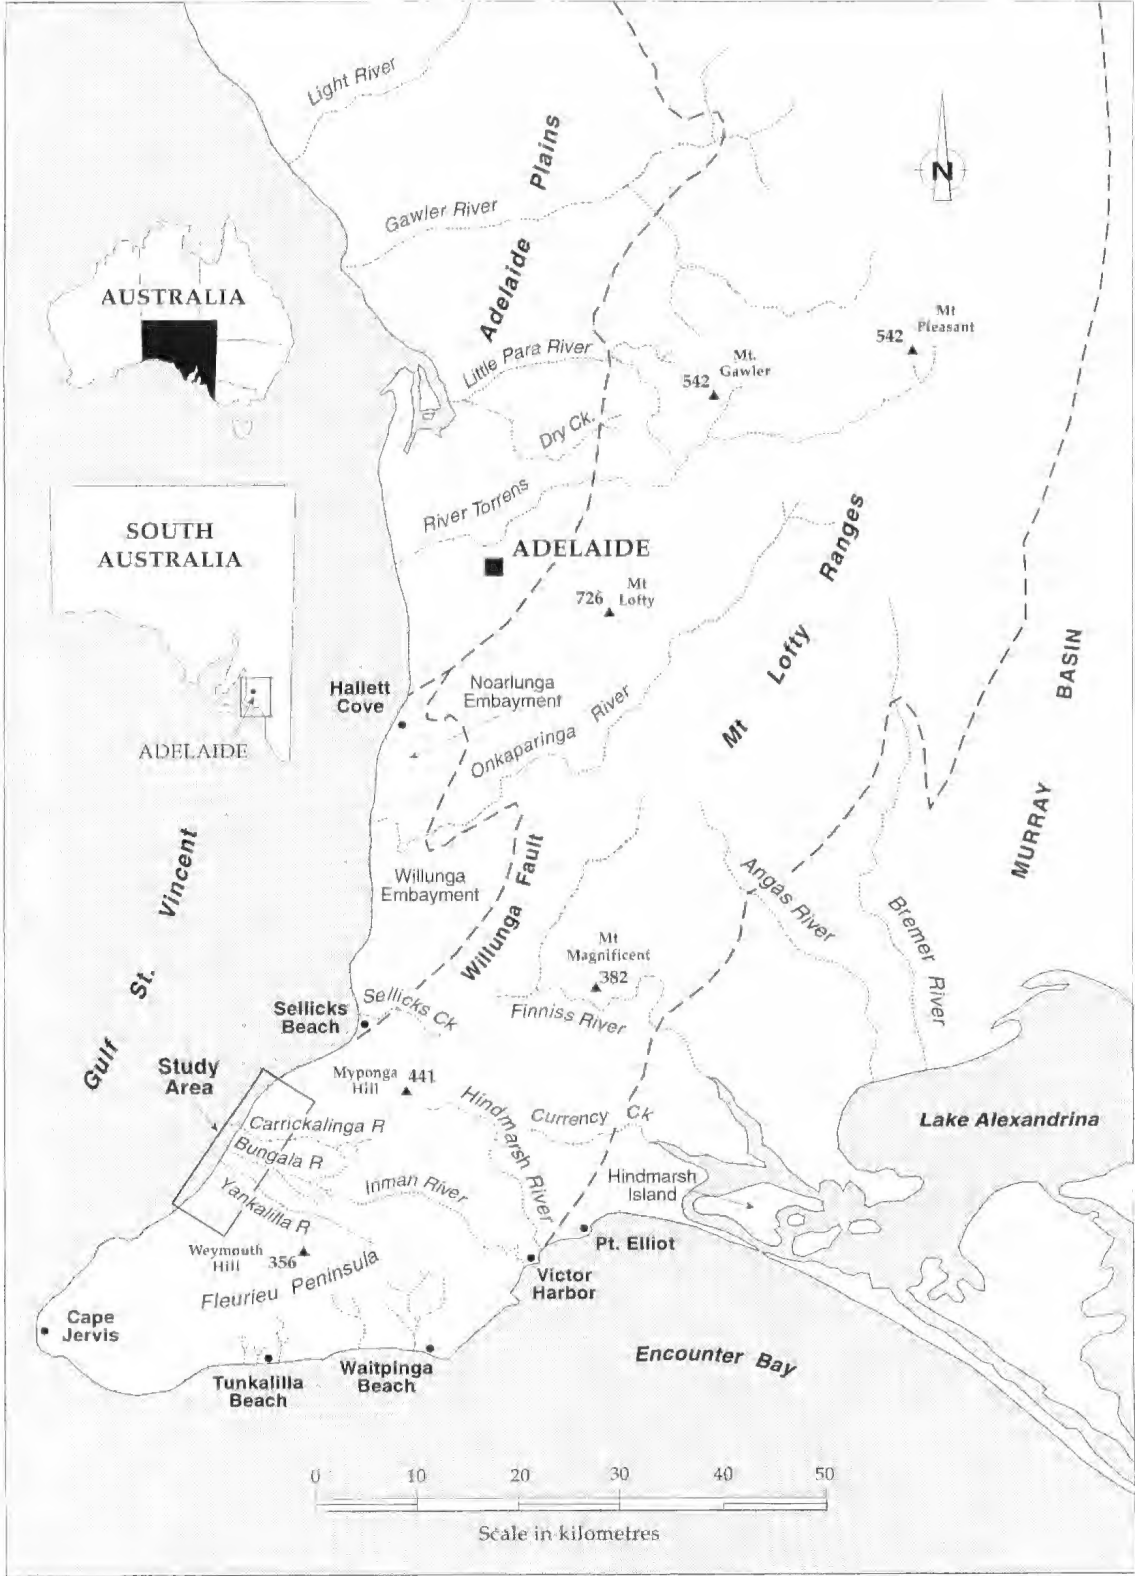 Light River
Adelaide Plains
N
Gawler River
AUSTRALIA
Mt
Pleasant
542
Little Para River
Mt.
Gawler
542
Dry Ck.
River Torrens
SOUTH
AUSTRALIA
ADELAIDE
Mt Lofty Ranges
Mt
Lofty
726
BASIN
Hallett
Cove
Noarlunga
Embayment
Onkaparinga River
ADELAIDE
MURRAY
Gulf St. Vincent
Willunga
Embayment
Willunga Fault
Angas River
Bremer River
Mt
Magnificent
382
Sellicks
Beach
Sellicks Ck
Finniss River
Study
Area
Myponga
Hill
441
Hindmarsh River
Currency Ck
Lake Alexandrina
Carrickalinga R
Bungala R
Inman River
Hindmarsh
Island
Yankalilla R
Weymouth
Hill
356
Pt. Elliot
Fleurieu Peninsula
Victor
Harbor
Cape
Jervis
Encounter Bay
Tunkalilla
Beach
Waitpinga
Beach
0 10 20 30 40 50
Scale in kilometres